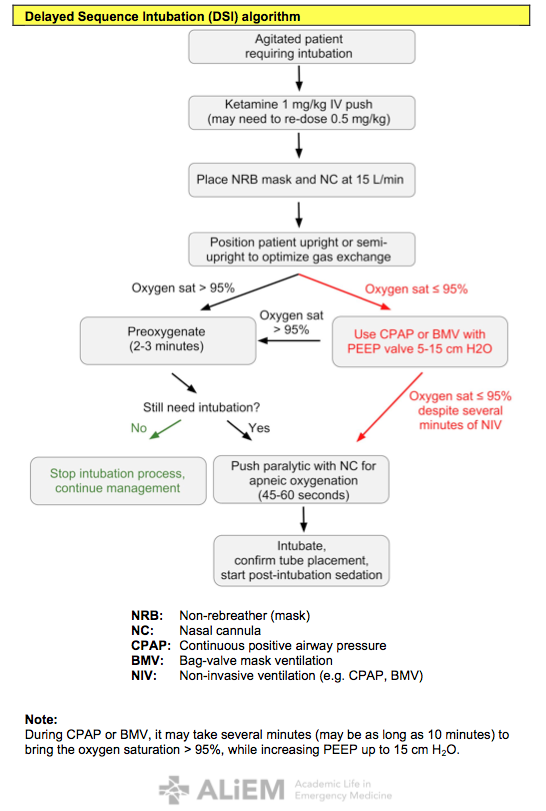 Delayed Sequence Intubation (DSI) algorithm
Agitated patient
requiring intubation
Ketamine 1 mg/kg IV push
(may need to re-dose 0.5 mg/kg)
Place NRB mask and NC at 15 L/min
Position patient upright or semi-
upright to optimize gas exchange
Oxygen sat > 95%
Oxygen sat ≤ 95%
Preoxygenate
(2-3 minutes)
Oxygen sat
> 95%
Use CPAP or BMV with
PEEP valve 5-15 cm H2O
Still need intubation?
Oxygen sat ≤ 95%
despite several
minutes of NIV
No
Yes
Stop intubation process,
continue management
Push paralytic with NC for
apneic oxygenation
(45-60 seconds)
Intubate,
confirm tube placement,
start post-intubation sedation
NRB: Non-rebreather (mask)
NC: Nasal cannula
CPAP: Continuous positive airway pressure
BMV: Bag-valve mask ventilation
NIV: Non-invasive ventilation (e.g. CPAP, BMV)
Note:
During CPAP or BMV, it may take several minutes (may be as long as 10 minutes) to
bring the oxygen saturation > 95%, while increasing PEEP up to 15 cm H₂O.
ALiEM
Academic Life in
Emergency Medicine